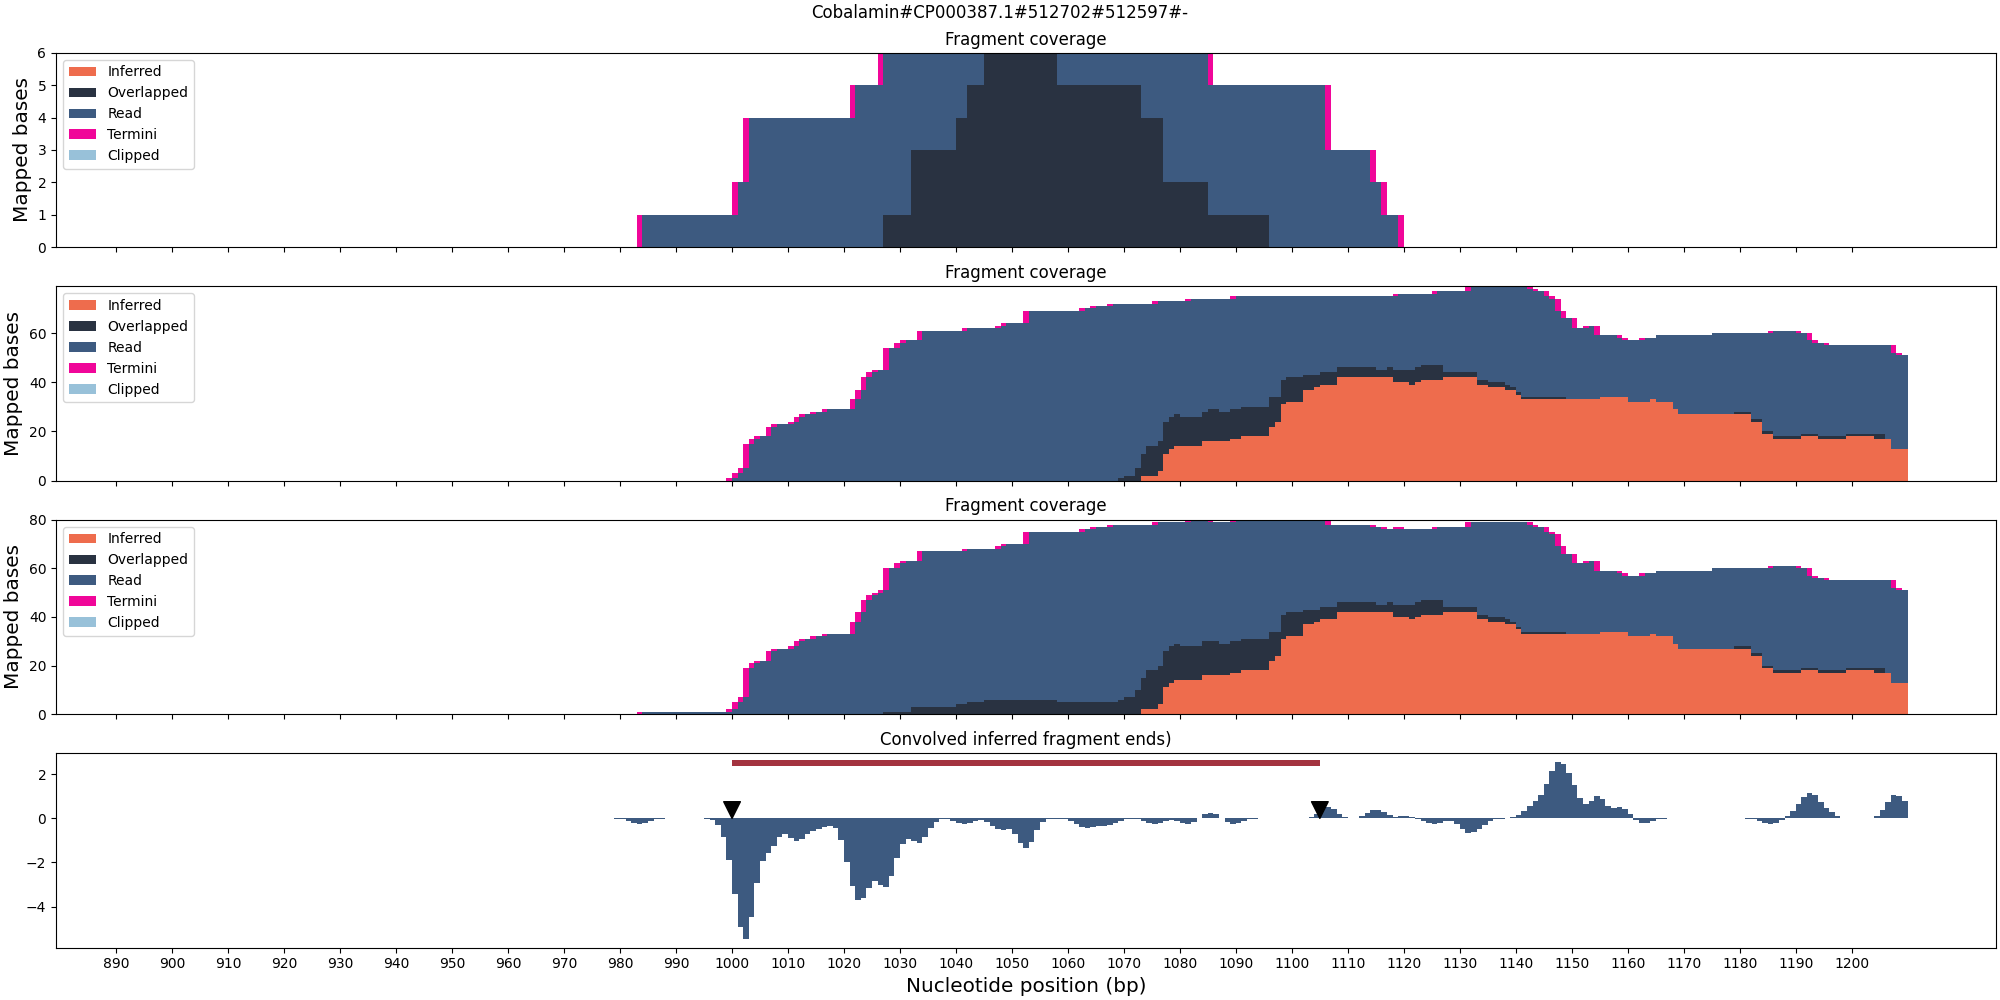 Cobalamin#CP000387.1#512702#512597#-
Fragment coverage
Mapped bases
6
5
4
3
2
1
0
Inferred
Overlapped
Read
Termini
Clipped
Fragment coverage
Mapped bases
60
40
20
0
Inferred
Overlapped
Read
Termini
Clipped
Fragment coverage
Mapped bases
80
60
40
20
0
Inferred
Overlapped
Read
Termini
Clipped
Convolved inferred fragment ends)
2
0
−2
−4
890 900 910 920 930 940 950 960 970 980 990 1000 1010 1020 1030 1040 1050 1060 1070 1080 1090 1100 1110 1120 1130 1140 1150 1160 1170 1180 1190 1200
Nucleotide position (bp)